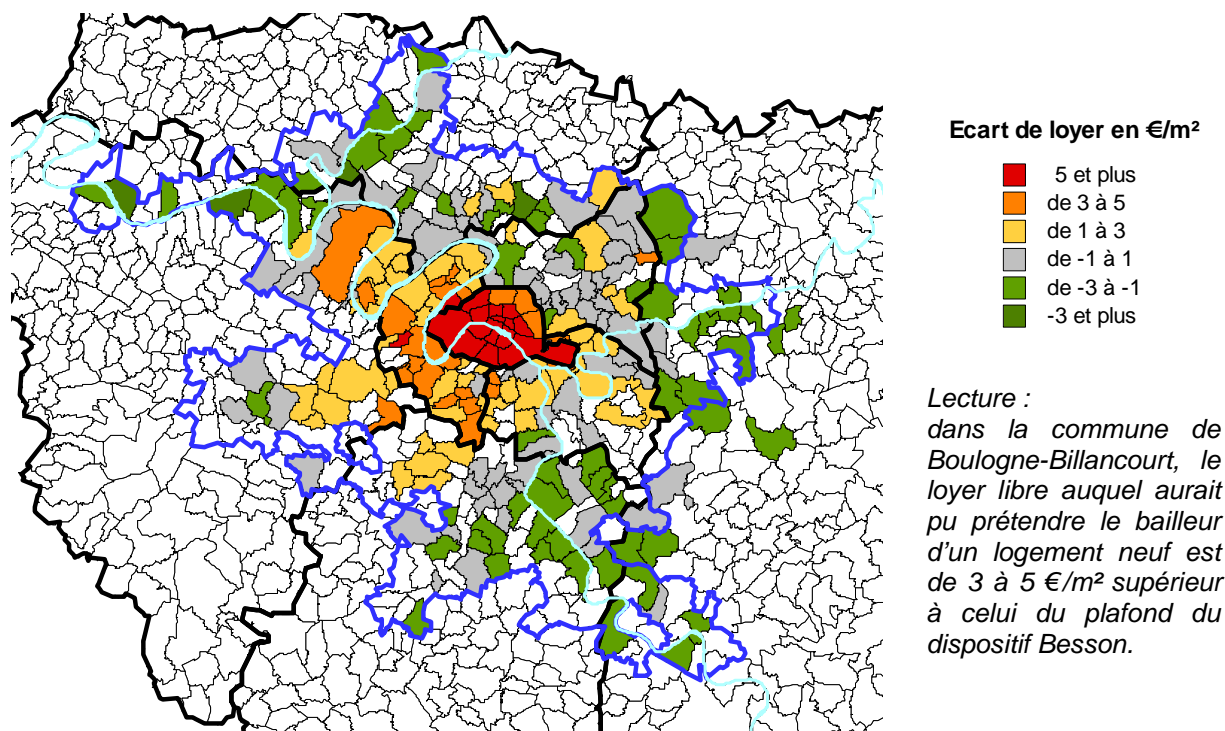 Ecart de loyer en €/m²
5 et plus
de 3 à 5
de 1 à 3
de -1 à 1
de -3 à -1
-3 et plus
Lecture :
dans la commune de
Boulogne-Billancourt, le
loyer libre auquel aurait
pu prétendre le bailleur
d'un logement neuf est
de 3 à 5 €/m² supérieur
à celui du plafond du
dispositif Besson.